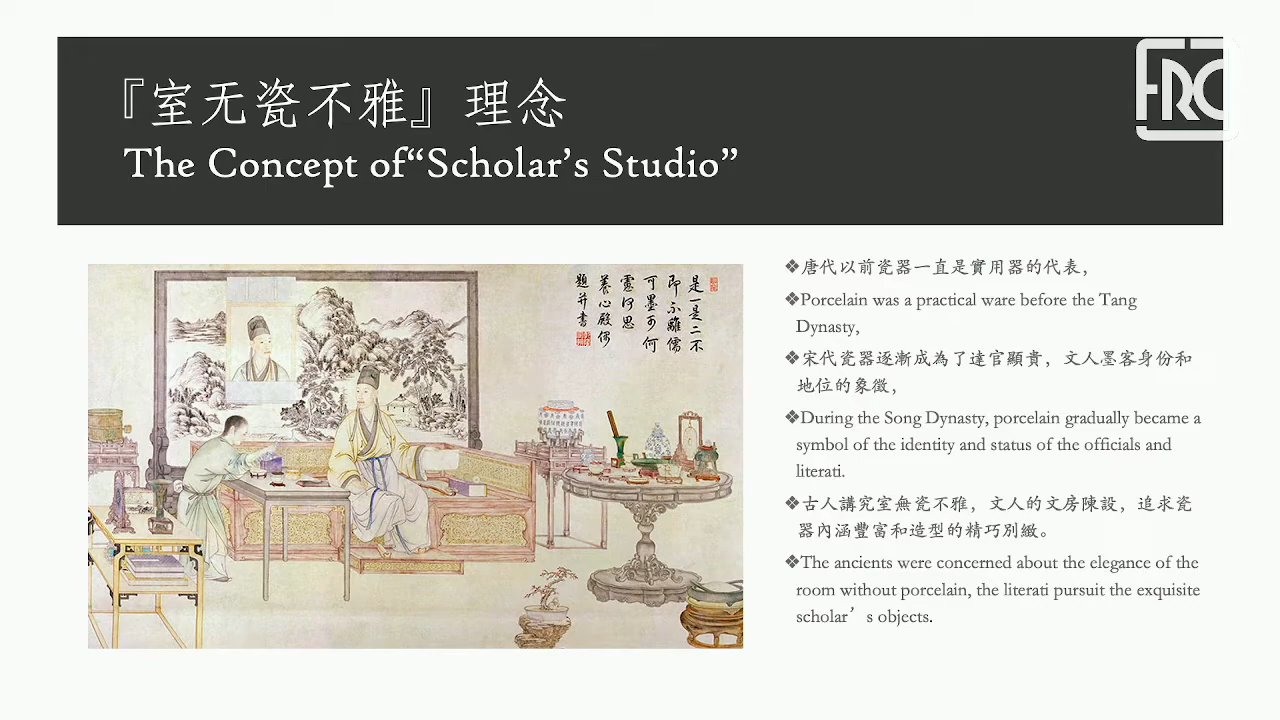 『室无瓷不雅』理念
The Concept of“Scholar’s Studio”
FRC
是一是二不
即不離儒
可墨可何
慮何思
養心殿偶
題并書
❖唐代以前瓷器一直是實用器的代表，
❖Porcelain was a practical ware before the Tang
Dynasty,
❖宋代瓷器逐漸成為了達官顯貴，文人墨客身份和
地位的象徵，
❖During the Song Dynasty, porcelain gradually became a
symbol of the identity and status of the officials and
literati.
❖古人講究室無瓷不雅，文人的文房陳設，追求瓷
器內涵豐富和造型的精巧別緻。
❖The ancients were concerned about the elegance of the
room without porcelain, the literati pursuit the exquisite
scholar’s objects.